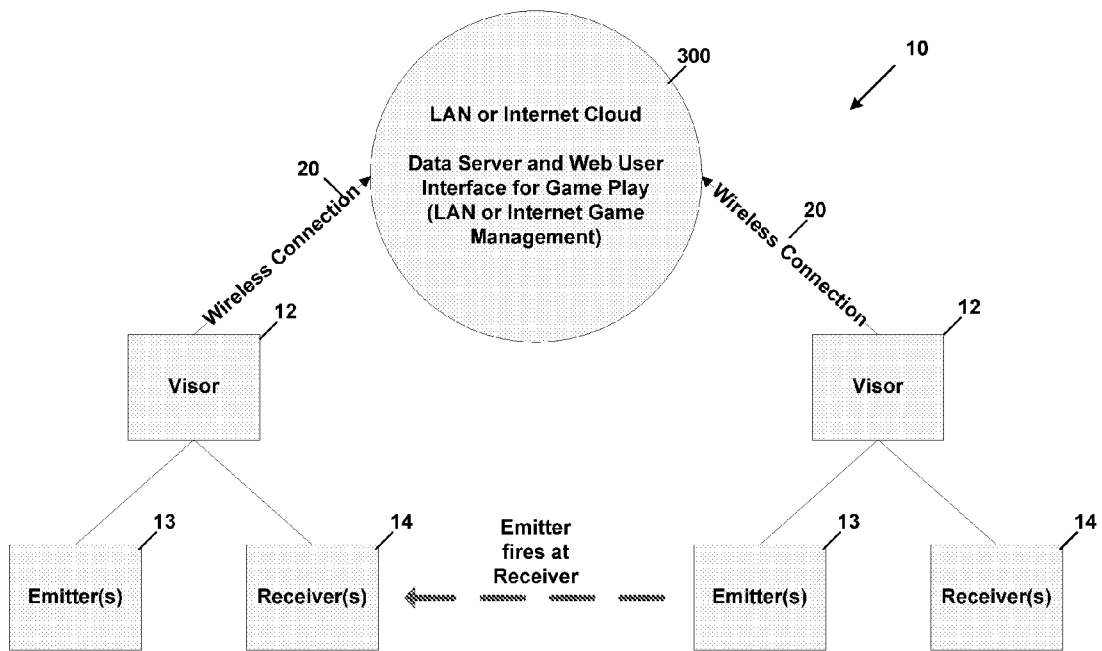 300
10
LAN or Internet Cloud
Data Server and Web User
Interface for Game Play
(LAN or Internet Game
Management)
20
Wireless Connection
Wireless Connection
20
12
Visor
12
Visor
13
Emitter(s)
14
Receiver(s)
Emitter
fires at
Receiver
13
Emitter(s)
14
Receiver(s)